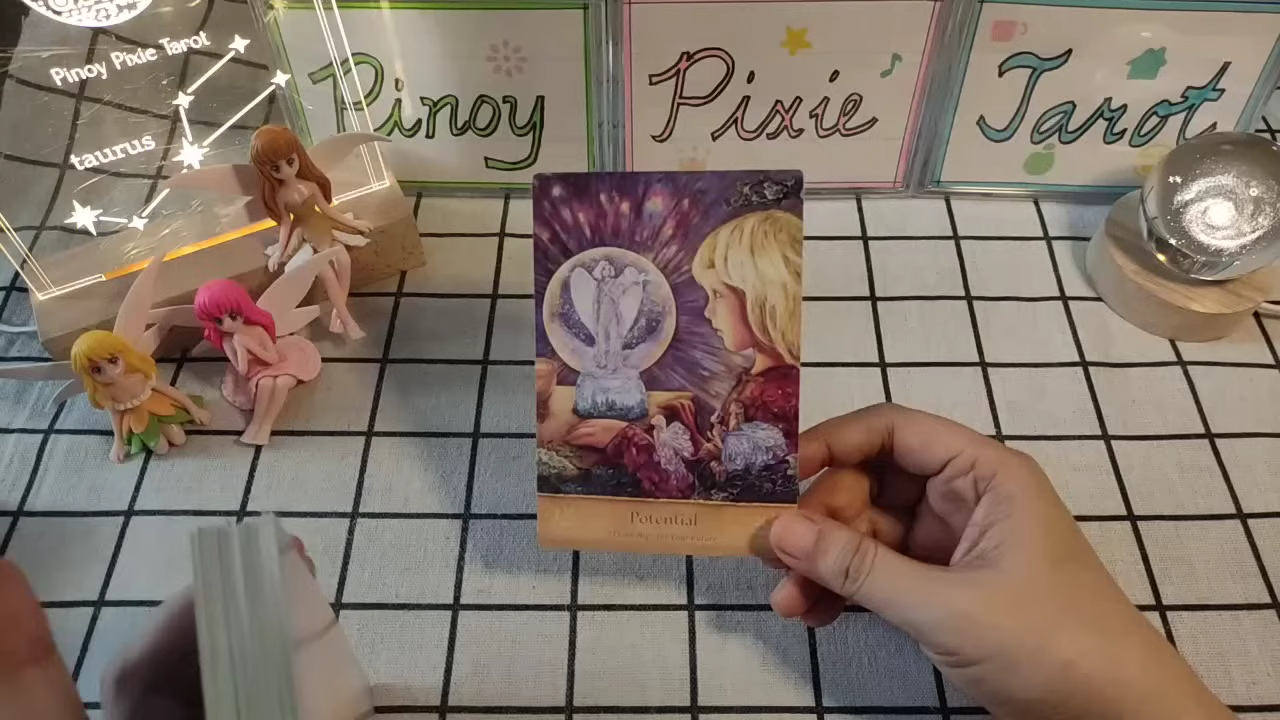 Pinoy Pixie Tarot
taurus
Pinoy
Pixie
Tarot
Potential